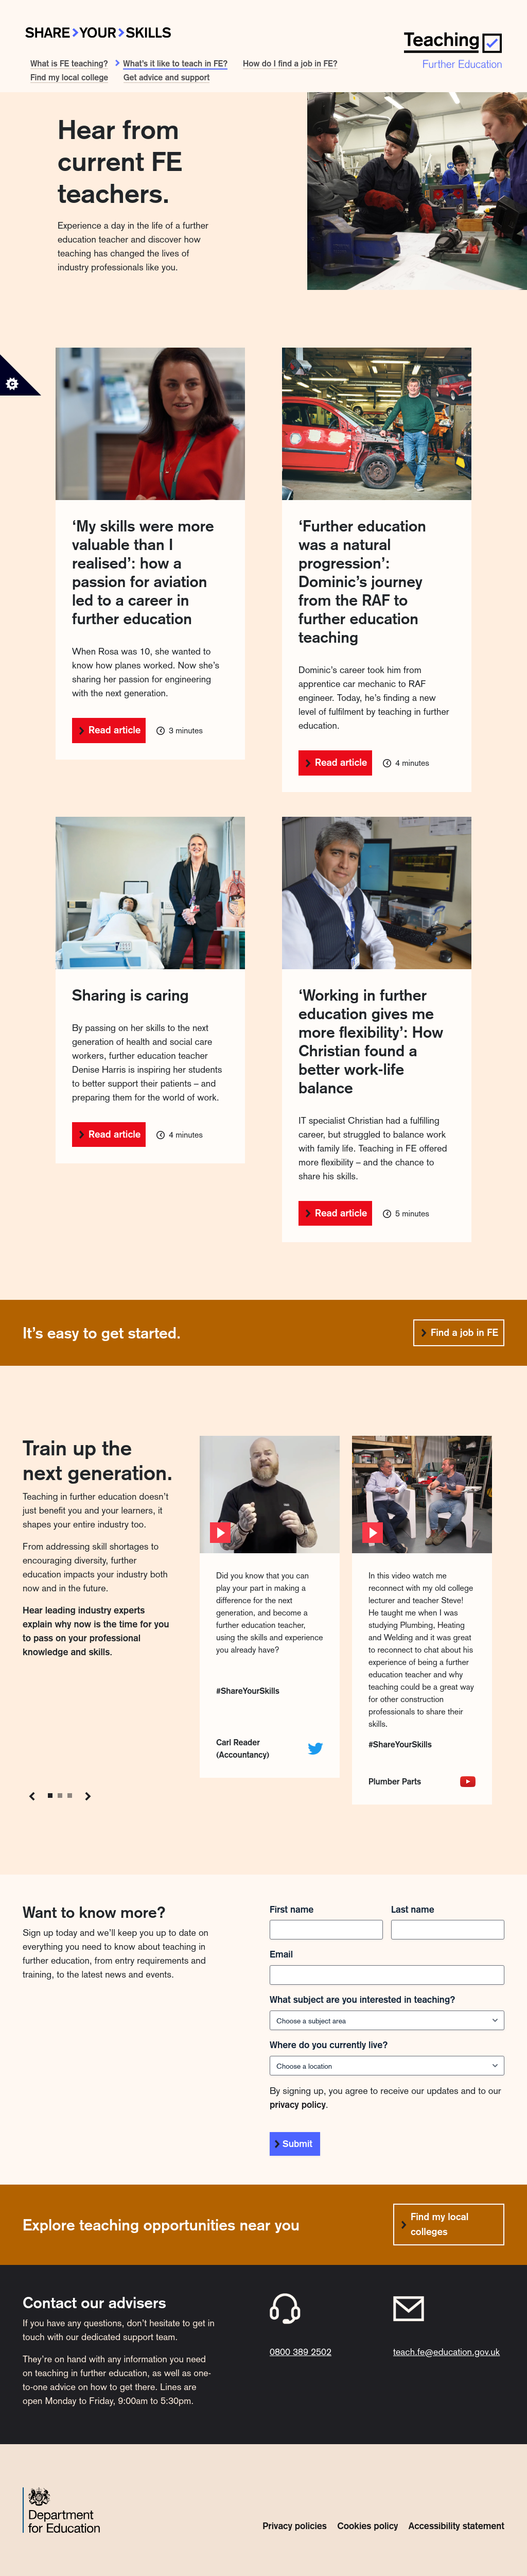 SHARE YOUR SKILLS
Teaching
Further Education
What is FE teaching?
What's it like to teach in FE?
How do I find a job in FE?
Find my local college
Get advice and support
Hear from
current FE
teachers.
Experience a day in the life of a further
education teacher and discover how
teaching has changed the lives of
industry professionals like you.
‘My skills were more
valuable than I
realised’: how a
passion for aviation
led to a career in
further education
When Rosa was 10, she wanted to
know how planes worked. Now she’s
sharing her passion for engineering
with the next generation.
Read article
3 minutes
‘Further education
was a natural
progression’:
Dominic’s journey
from the RAF to
further education
teaching
Dominic’s career took him from
apprentice car mechanic to RAF
engineer. Today, he’s finding a new
level of fulfilment by teaching in further
education.
Read article
4 minutes
Sharing is caring
By passing on her skills to the next
generation of health and social care
workers, further education teacher
Denise Harris is inspiring her students
to better support their patients – and
preparing them for the world of work.
Read article
4 minutes
‘Working in further
education gives me
more flexibility’: How
Christian found a
better work-life
balance
IT specialist Christian had a fulfilling
career, but struggled to balance work
with family life. Teaching in FE offered
more flexibility – and the chance to
share his skills.
Read article
5 minutes
It’s easy to get started.
Find a job in FE
Train up the
next generation.
Teaching in further education doesn’t
just benefit you and your learners, it
shapes your entire industry too.
From addressing skill shortages to
encouraging diversity, further
education impacts your industry both
now and in the future.
Hear leading industry experts
explain why now is the time for you
to pass on your professional
knowledge and skills.
Did you know that you can
play your part in making a
difference for the next
generation, and become a
further education teacher,
using the skills and experience
you already have?
#ShareYourSkills
Carl Reader
(Accountancy)
In this video watch me
reconnect with my old college
lecturer and teacher Steve!
He taught me when I was
studying Plumbing, Heating
and Welding and it was great
to reconnect to chat about his
experience of being a further
education teacher and why
teaching could be a great way
for other construction
professionals to share their
skills.
#ShareYourSkills
Plumber Parts
Want to know more?
Sign up today and we’ll keep you up to date on
everything you need to know about teaching in
further education, from entry requirements and
training, to the latest news and events.
First name
Last name
Email
What subject are you interested in teaching?
Choose a subject area
Where do you currently live?
Choose a location
By signing up, you agree to receive our updates and to our
privacy policy.
Submit
Explore teaching opportunities near you
Find my local
colleges
Contact our advisers
If you have any questions, don’t hesitate to get in
touch with our dedicated support team.
They’re on hand with any information you need
on teaching in further education, as well as one-
to-one advice on how to get there. Lines are
open Monday to Friday, 9:00am to 5:30pm.
0800 389 2502
teach.fe@education.gov.uk
Department
for Education
Privacy policies
Cookies policy
Accessibility statement